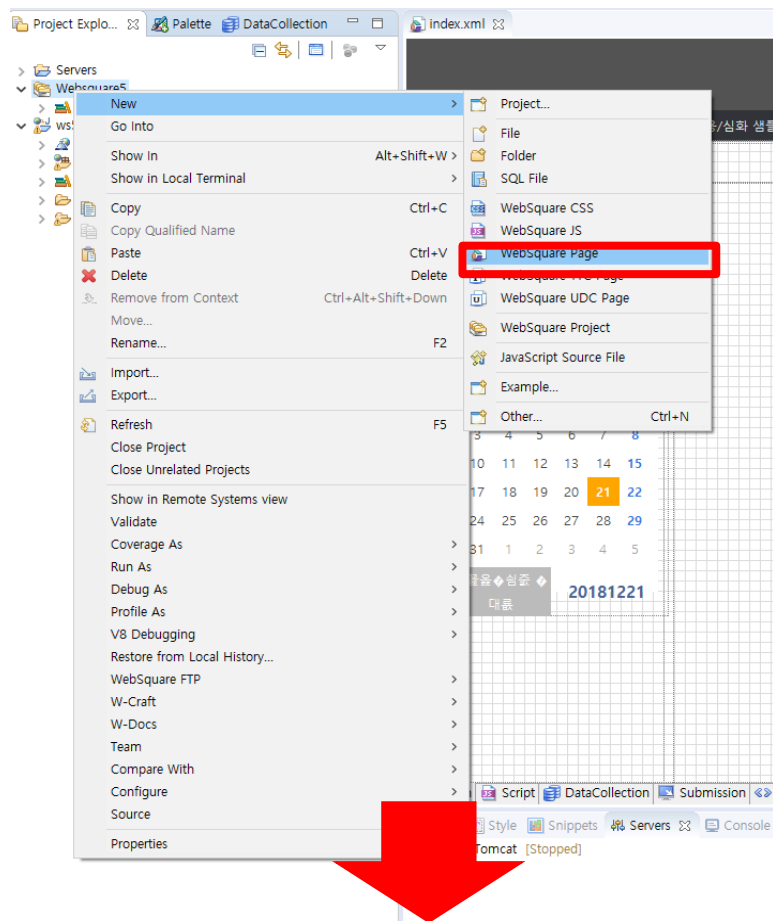 Project Explo...
Palette
DataCollection
index.xml
Servers
Websquare5
ws
/심화 샘플
New
Go Into
Show In Alt+Shift+W
Show in Local Terminal
Copy Ctrl+C
Copy Qualified Name
Paste Ctrl+V
Delete Delete
Remove from Context Ctrl+Alt+Shift+Down
Move...
Rename... F2
Import...
Export...
Refresh F5
Close Project
Close Unrelated Projects
Show in Remote Systems view
Validate
Coverage As
Run As
Debug As
Profile As
V8 Debugging
Restore from Local History...
WebSquare FTP
W-Craft
W-Docs
Team
Compare With
Configure
Source
Properties
Project...
File
Folder
SQL File
WebSquare CSS
WebSquare JS
WebSquare Page
WebSquare UDC Page
WebSquare Project
JavaScript Source File
Example...
Other... Ctrl+N
3 4 5 6 7 8
10 11 12 13 14 15
17 18 19 20 21 22
24 25 26 27 28 29
31 1 2 3 4 5
20181221
Script
DataCollection
Submission
Style
Snippets
Servers
Console
Tomcat [Stopped]